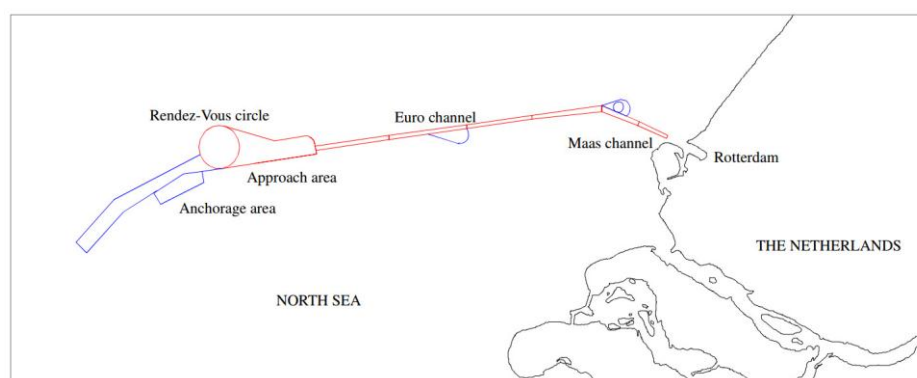 Rendez-Vous circle
Euro channel
Maas channel
Rotterdam
Approach area
Anchorage area
THE NETHERLANDS
NORTH SEA